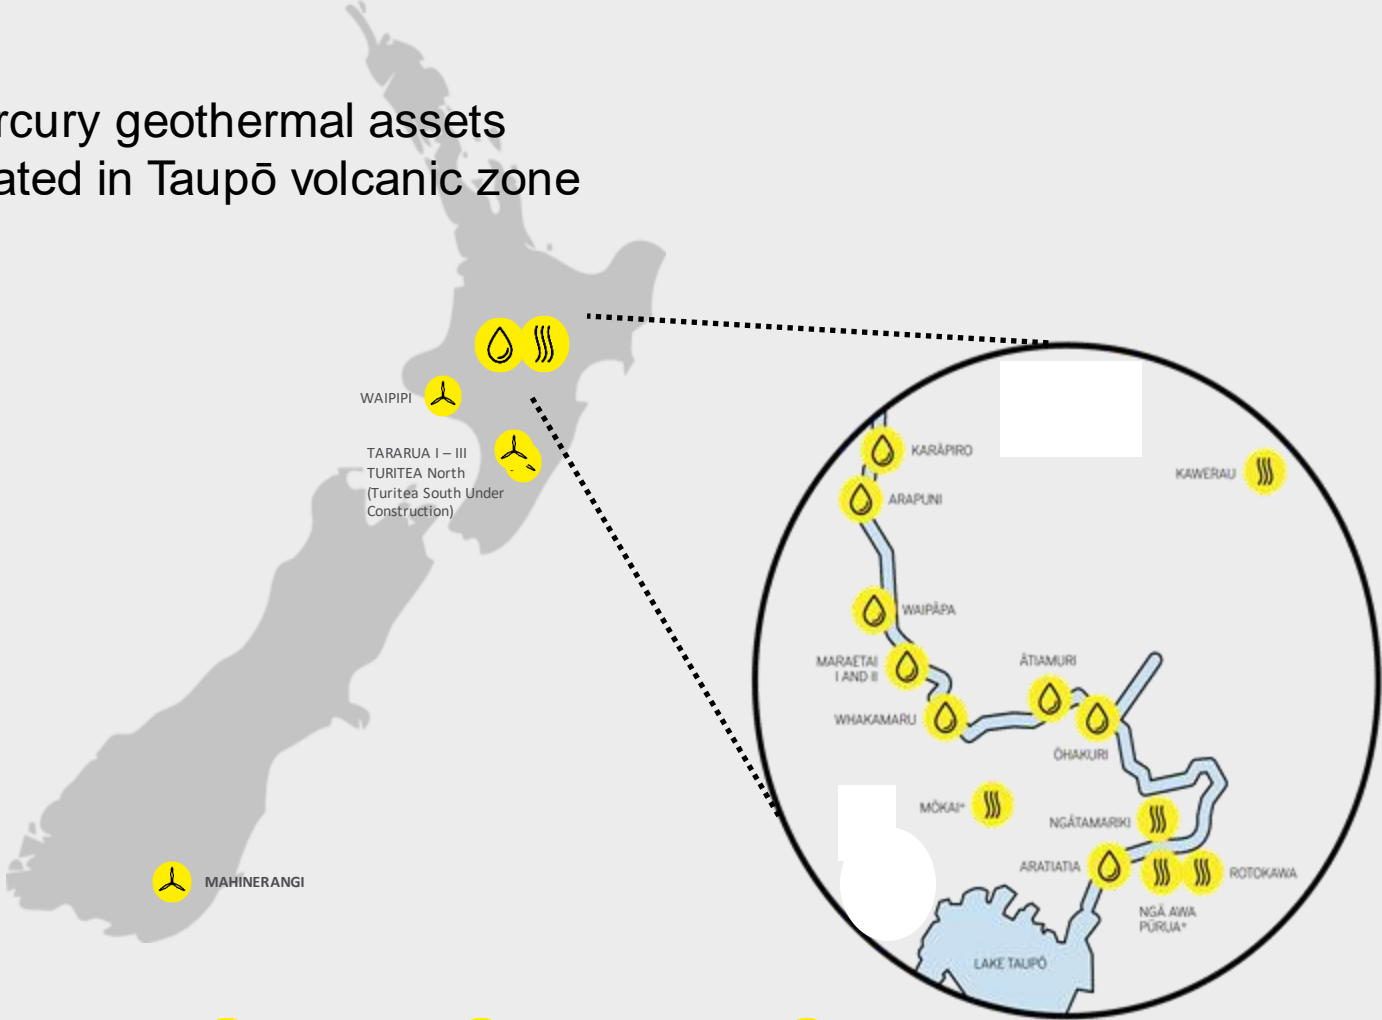 rcury geothermal assets
ated in Taupō volcanic zone
WAIPIPI
TARARUA I – III
TURITEA North
(Turitea South Under
Construction)
MAHINERANGI
KARĀPIRO
KAWERAU
ARAPUNI
WAIPĀPA
MARAETAI
I AND II
ĀTIAMURI
WHAKAMARU
ŌHAKURI
MŌKAI*
NGĀTAMARIKI
ARATIATIA
ROTOKAWA
NGĀ AWA
PŪRUA*
LAKE TAUPŌ